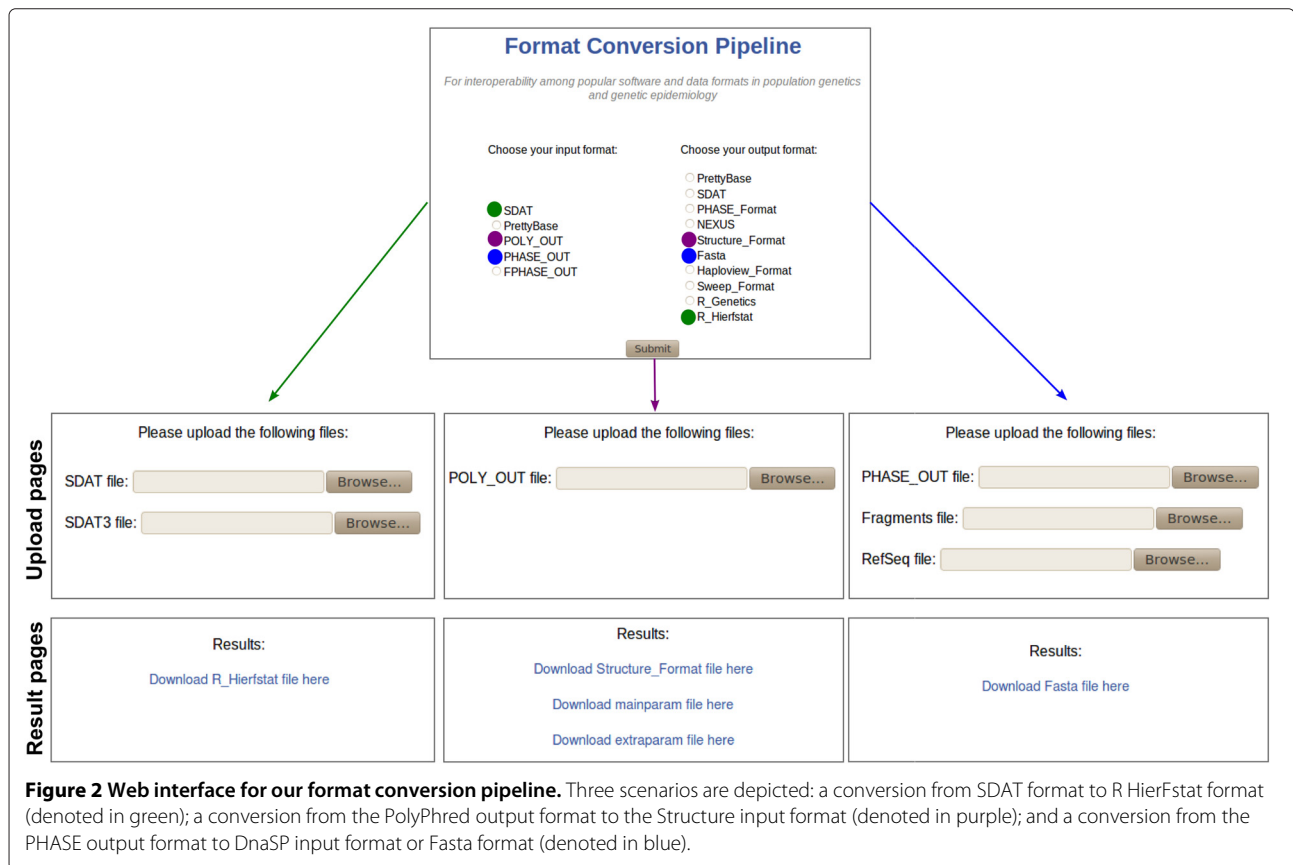 Format Conversion Pipeline
For interoperability among popular software and data formats in population genetics
and genetic epidemiology
Choose your input format:
SDAT
PrettyBase
POLY_OUT
PHASE_OUT
FPHASE_OUT
Choose your output format:
PrettyBase
SDAT
PHASE_Format
NEXUS
Structure_Format
Fasta
Haploview_Format
Sweep_Format
R_Genetics
R_Hierfstat
Submit
Upload pages
Please upload the following files:
SDAT file: Browse...
SDAT3 file: Browse...
Please upload the following files:
POLY_OUT file: Browse...
Please upload the following files:
PHASE_OUT file: Browse...
Fragments file: Browse...
RefSeq file: Browse...
Result pages
Results:
Download R_Hierfstat file here
Results:
Download Structure_Format file here
Download mainparam file here
Download extraparam file here
Results:
Download Fasta file here
Figure 2 Web interface for our format conversion pipeline. Three scenarios are depicted: a conversion from SDAT format to R HierFstat format
(denoted in green); a conversion from the PolyPhred output format to the Structure input format (denoted in purple); and a conversion from the
PHASE output format to DnaSP input format or Fasta format (denoted in blue).